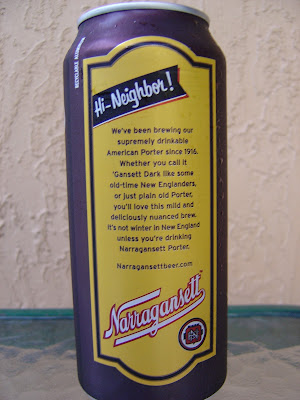 Hi-Neighbor!
We've been brewing our
supremely drinkable
American Porter since 1916.
Whether you call it
'Gansett Dark like some
old-time New Englanders,
or just plain old Porter,
you'll love this mild and
deliciously nuanced brew.
It's not winter in New England
unless you're drinking
Narragansett Porter.
Narragansettbeer.com
Narragansett